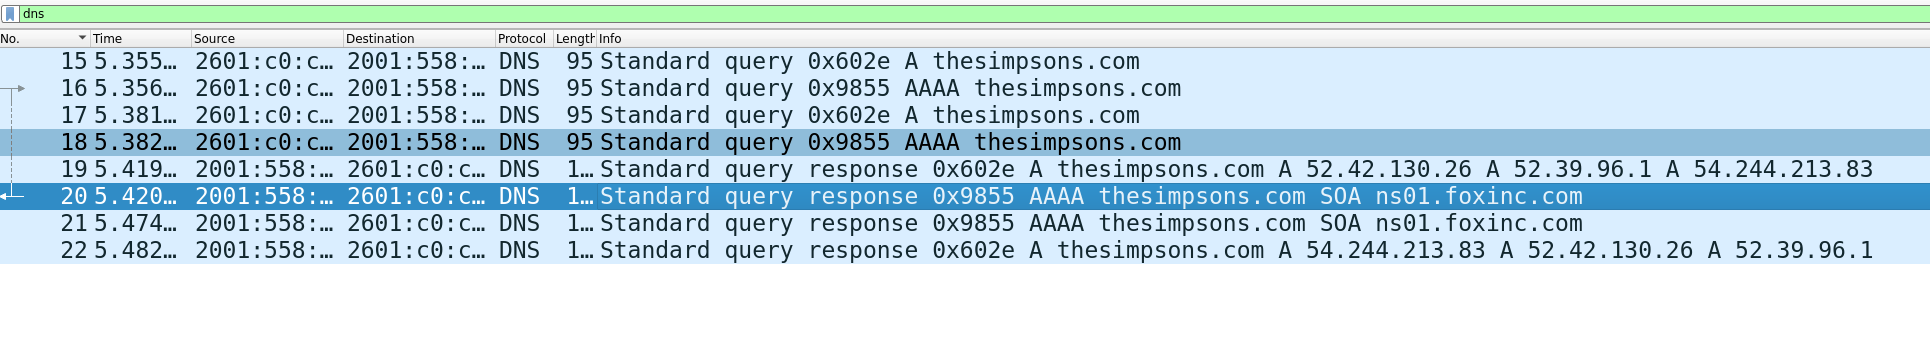 dns
No. Time Source Destination Protocol Length Info
15 5.355… 2601:c0:c… 2001:558:… DNS 95 Standard query 0x602e A thesimpsons.com
16 5.356… 2601:c0:c… 2001:558:… DNS 95 Standard query 0x9855 AAAA thesimpsons.com
17 5.381… 2601:c0:c… 2001:558:… DNS 95 Standard query 0x602e A thesimpsons.com
18 5.382… 2601:c0:c… 2001:558:… DNS 95 Standard query 0x9855 AAAA thesimpsons.com
19 5.419… 2001:558:… 2601:c0:c… DNS 1… Standard query response 0x602e A thesimpsons.com A 52.42.130.26 A 52.39.96.1 A 54.244.213.83
20 5.420… 2001:558:… 2601:c0:c… DNS 1… Standard query response 0x9855 AAAA thesimpsons.com SOA ns01.foxinc.com
21 5.474… 2001:558:… 2601:c0:c… DNS 1… Standard query response 0x9855 AAAA thesimpsons.com SOA ns01.foxinc.com
22 5.482… 2001:558:… 2601:c0:c… DNS 1… Standard query response 0x602e A thesimpsons.com A 54.244.213.83 A 52.42.130.26 A 52.39.96.1